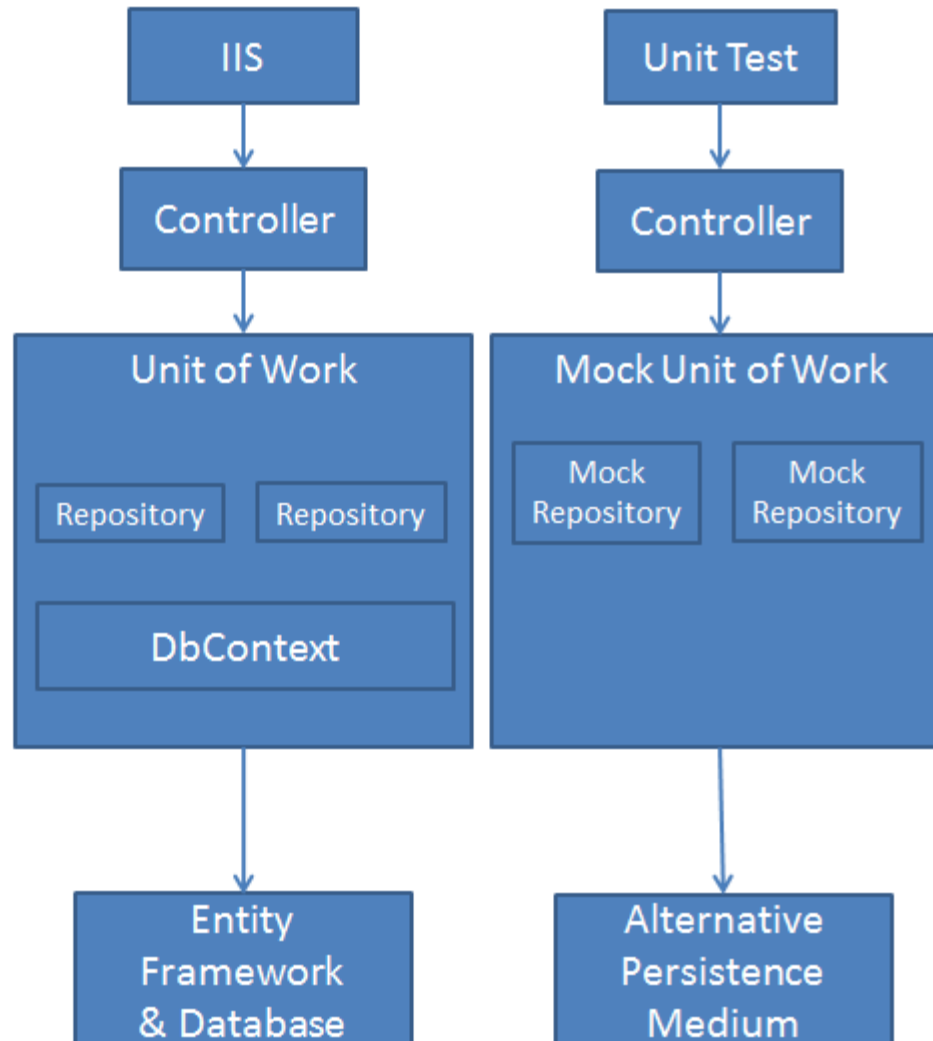 IIS
Controller
Unit of Work
Repository
Repository
DbContext
Entity
Framework
& Database
Unit Test
Controller
Mock Unit of Work
Mock
Repository
Mock
Repository
Alternative
Persistence
Medium